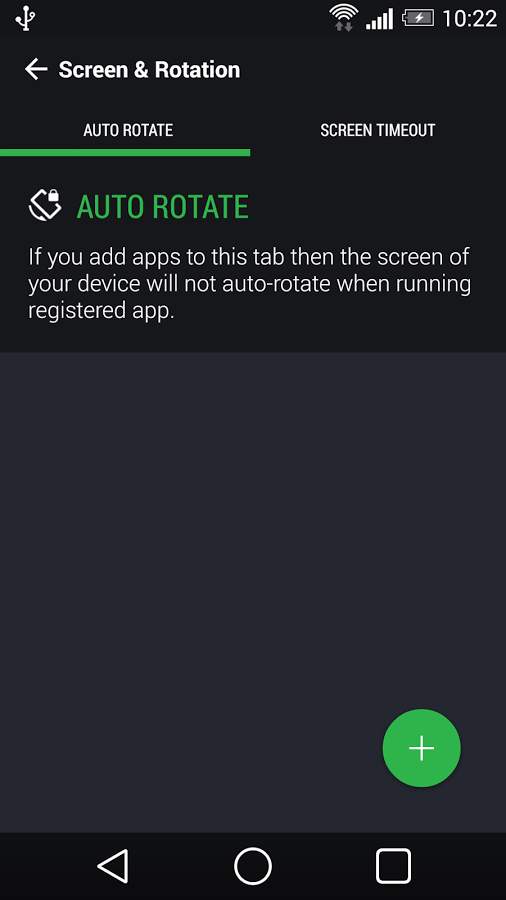 10:22
Screen & Rotation
AUTO ROTATE
SCREEN TIMEOUT
AUTO ROTATE
If you add apps to this tab then the screen of
your device will not auto-rotate when running
registered app.